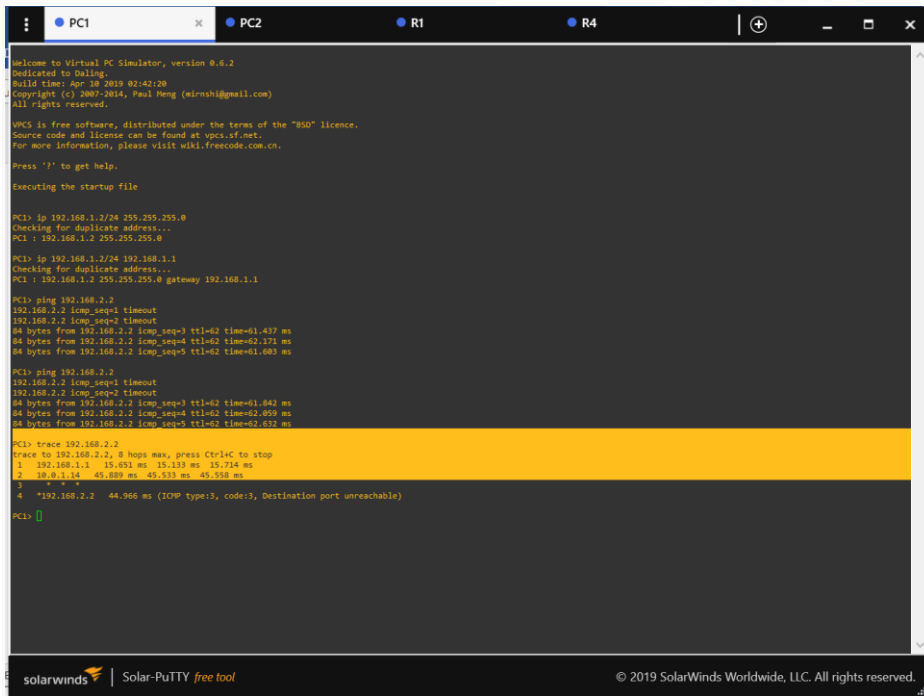 PC1
PC2
R1
R4
Welcome to Virtual PC Simulator, version 0.6.2
Dedicated to Daling.
Build time: Apr 10 2019 02:42:20
Copyright (c) 2007-2014, Paul Meng (mirnshi@gmail.com)
All rights reserved.
VPCS is free software, distributed under the terms of the "BSD" licence.
Source code and license can be found at vpcs.sf.net.
For more information, please visit wiki.freecode.com.cn.
Press '?' to get help.
Executing the startup file
PC1> ip 192.168.1.2/24 255.255.255.0
Checking for duplicate address...
PC1 : 192.168.1.2 255.255.255.0
PC1> ip 192.168.1.2/24 192.168.1.1
Checking for duplicate address...
PC1 : 192.168.1.2 255.255.255.0 gateway 192.168.1.1
PC1> ping 192.168.2.2
192.168.2.2 icmp_seq=1 timeout
192.168.2.2 icmp_seq=2 timeout
84 bytes from 192.168.2.2 icmp_seq=3 ttl=62 time=61.437 ms
84 bytes from 192.168.2.2 icmp_seq=4 ttl=62 time=62.171 ms
84 bytes from 192.168.2.2 icmp_seq=5 ttl=62 time=61.603 ms
PC1> ping 192.168.2.2
192.168.2.2 icmp_seq=1 timeout
192.168.2.2 icmp_seq=2 timeout
84 bytes from 192.168.2.2 icmp_seq=3 ttl=62 time=61.842 ms
84 bytes from 192.168.2.2 icmp_seq=4 ttl=62 time=62.059 ms
84 bytes from 192.168.2.2 icmp_seq=5 ttl=62 time=62.632 ms
PC1> trace 192.168.2.2
trace to 192.168.2.2, 8 hops max, press Ctrl+C to stop
1 192.168.1.1 15.651 ms 15.133 ms 15.714 ms
2 10.0.1.14 45.889 ms 45.533 ms 45.558 ms
3 * * *
4 *192.168.2.2 44.966 ms (ICMP type:3, code:3, Destination port unreachable)
PC1>
solarwinds Solar-PuTTY free tool
© 2019 SolarWinds Worldwide, LLC. All rights reserved.